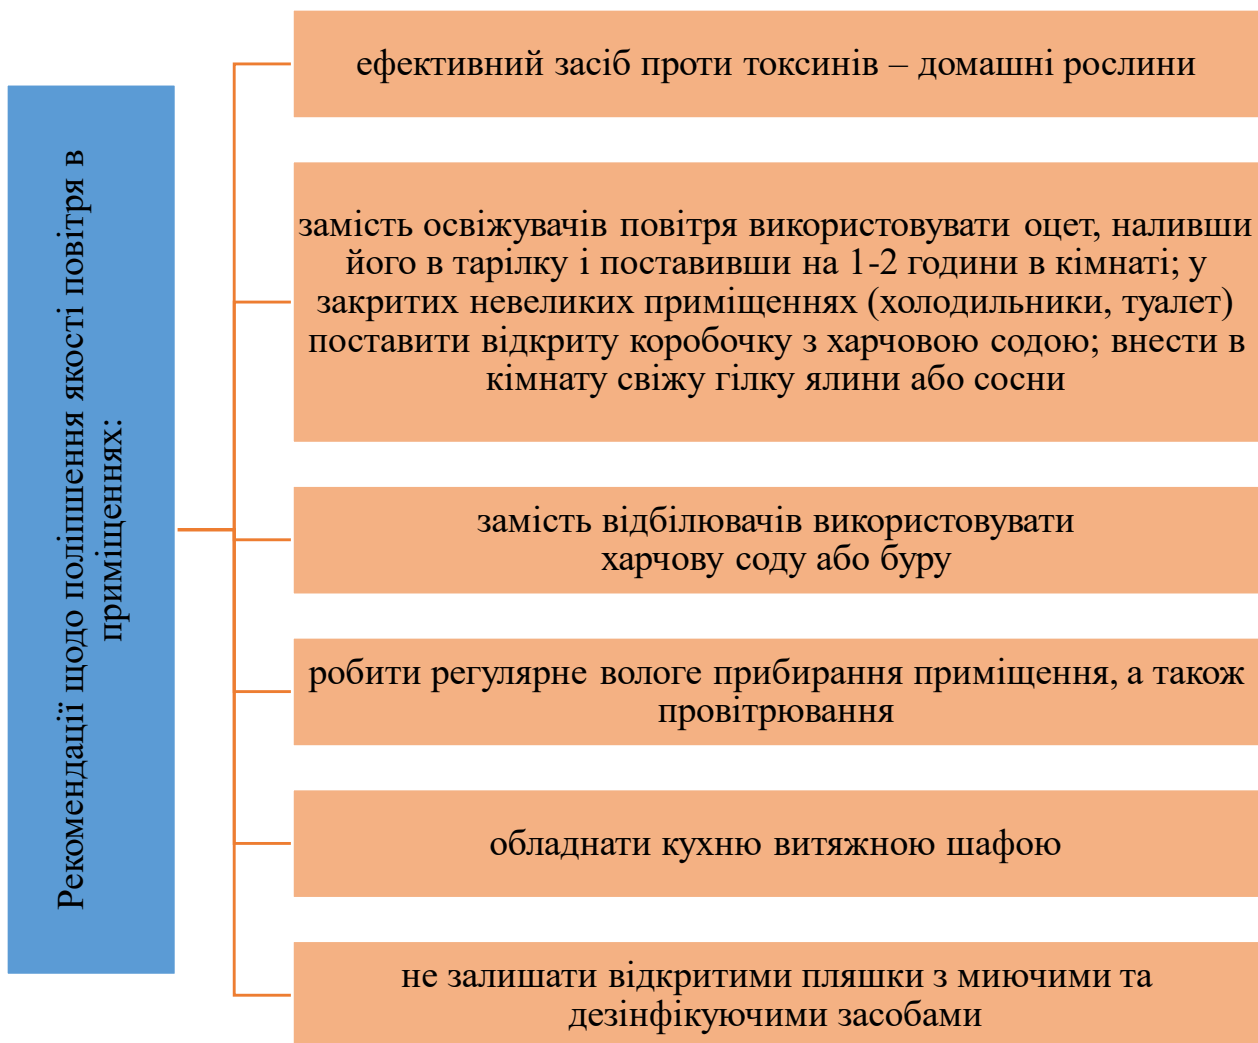 Рекомендації щодо поліпшення якості повітря в
приміщеннях:
ефективний засіб проти токсинів – домашні рослини
замість освіжувачів повітря використовувати оцет, наливши
його в тарілку і поставивши на 1-2 години в кімнаті; у
закритих невеликих приміщеннях (холодильники, туалет)
поставити відкриту коробочку з харчовою содою; внести в
кімнату свіжу гілку ялини або сосни
замість відбілювачів використовувати
харчову соду або буру
робити регулярне вологе прибирання приміщення, а також
провітрювання
обладнати кухню витяжною шафою
не залишати відкритими пляшки з миючими та
дезінфікуючими засобами